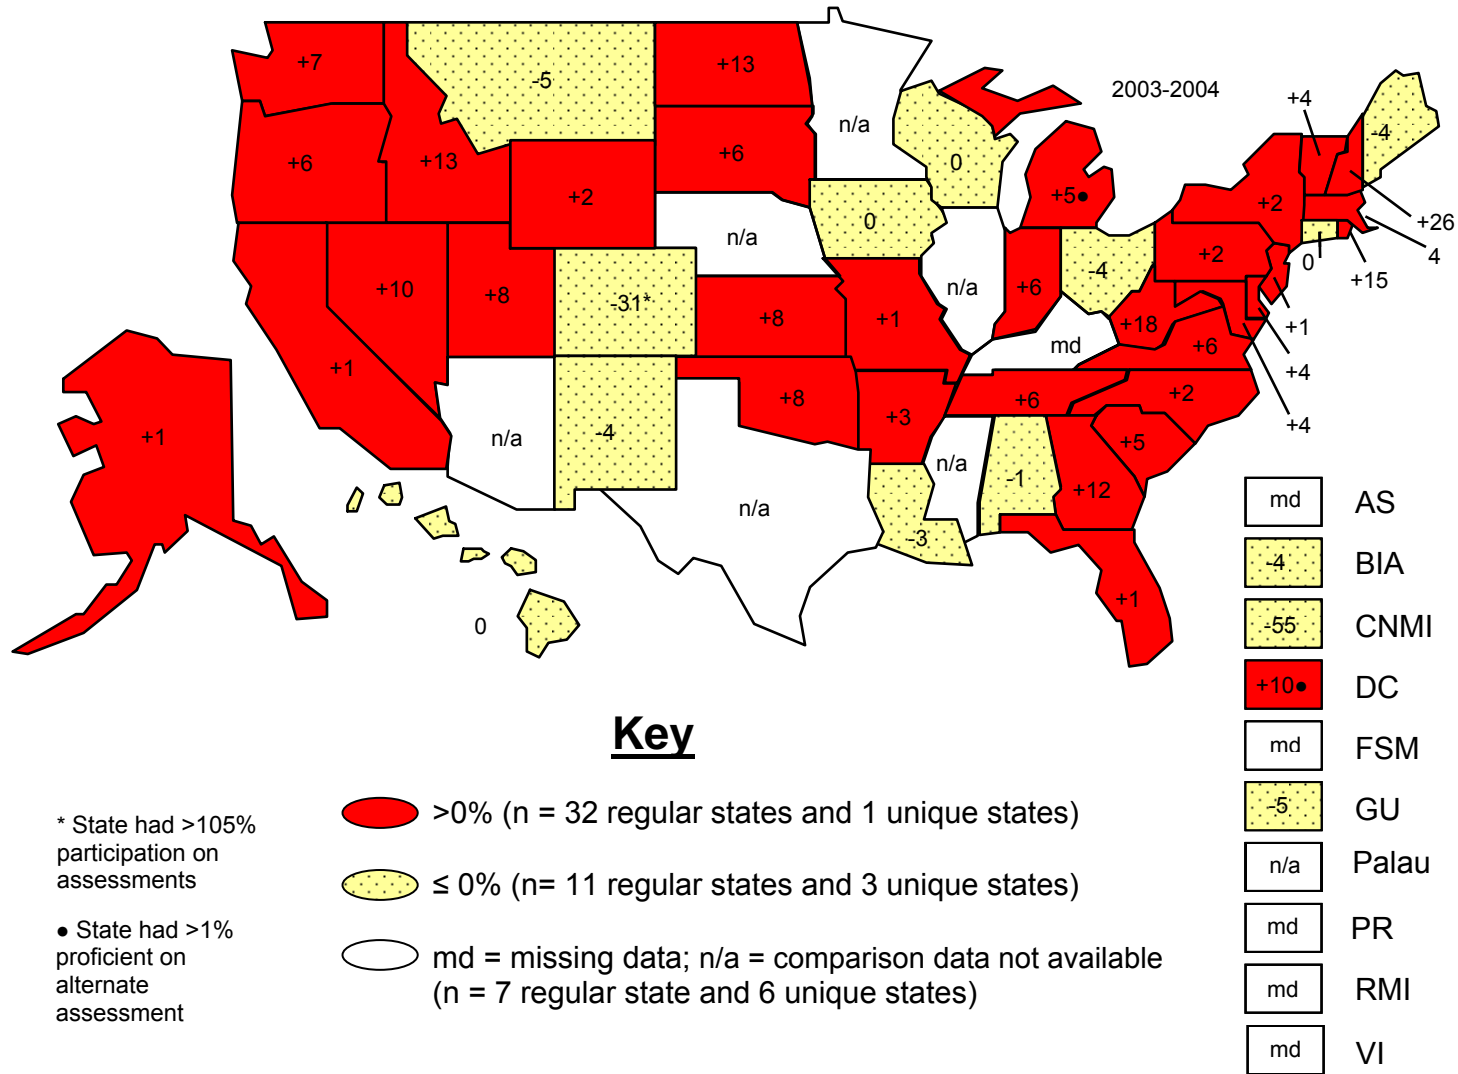 2003-2004
+7
-5
+13
n/a
+4
-4
+6
+13
+2
+6
0
+5●
+2
+26
4
n/a
0
+2
0
+15
+10
+8
-31*
+8
+1
n/a
+6
-4
+18
+6
+1
+4
+4
+1
md
+1
n/a
-4
+8
+3
+6
+2
+5
n/a
-1
+12
n/a
-3
+1
0
md AS
-4 BIA
-55 CNMI
+10● DC
md FSM
-5 GU
n/a Palau
md PR
md RMI
md VI
Key
>0% (n = 32 regular states and 1 unique states)
≤ 0% (n= 11 regular states and 3 unique states)
md = missing data; n/a = comparison data not available
(n = 7 regular state and 6 unique states)
* State had >105%
participation on
assessments
● State had >1%
proficient on
alternate
assessment